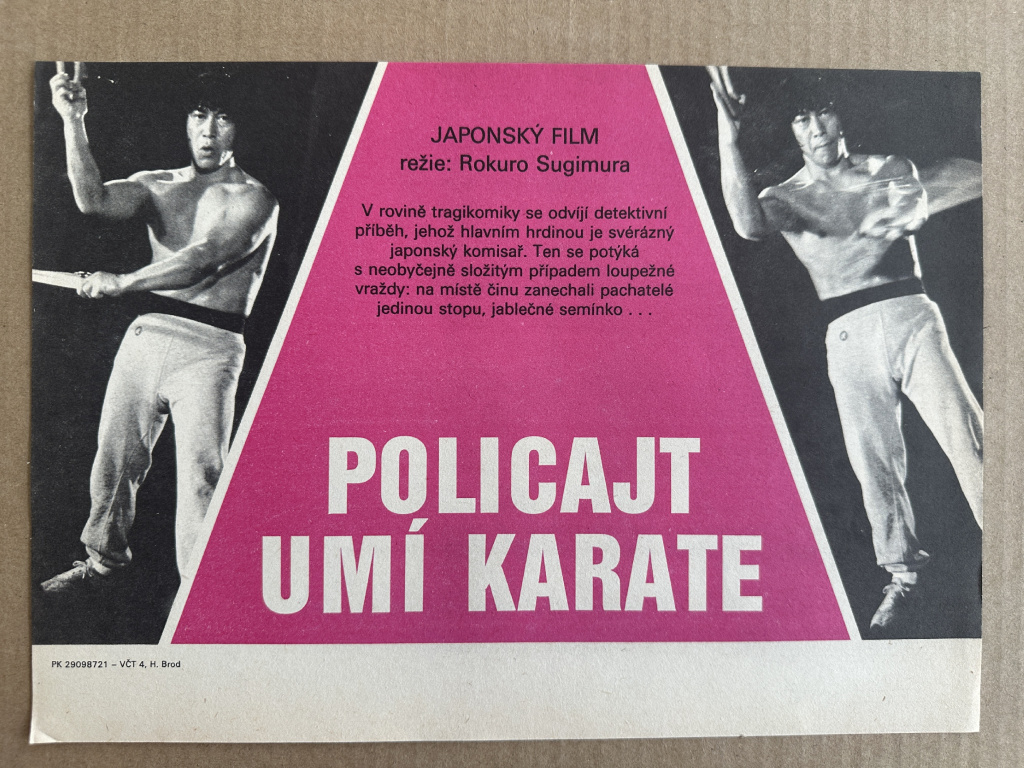 JAPONSKÝ FILM
režie: Rokuro Sugimura
V rovině tragikomiky se odvíjí detektivní
příběh, jehož hlavním hrdinou je svérázný
japonský komisař. Ten se potýká
s neobyčejně složitým případem loupežné
vraždy: na místě činu zanechali pachatelé
jedinou stopu, jablečné semínko . . .
POLICAJT
UMÍ KARATE
PK 29098721 – VČT 4, H. Brod